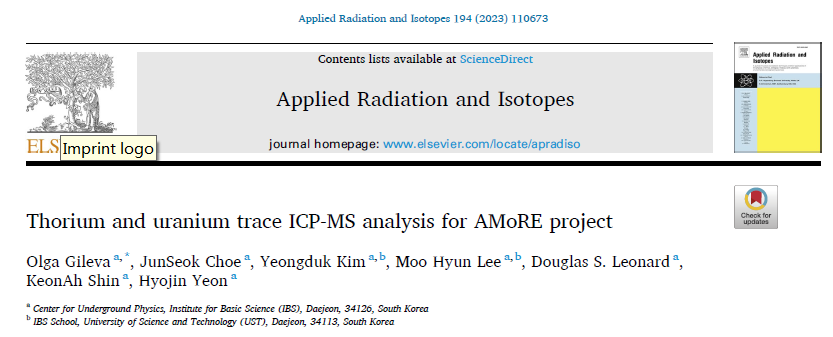 Applied Radiation and Isotopes 194 (2023) 110673
Contents lists available at ScienceDirect
Applied Radiation and Isotopes
journal homepage: www.elsevier.com/locate/apradiso
ELS
Imprint logo
Applied Radiation and
Isotopes
Check for
updates
Thorium and uranium trace ICP-MS analysis for AMoRE project
Olga Gileva a,*, JunSeok Choe a, Yeongduk Kim a,b, Moo Hyun Lee a,b, Douglas S. Leonard a,
KeonAh Shin a, Hyojin Yeon a
a Center for Underground Physics, Institute for Basic Science (IBS), Daejeon, 34126, South Korea
b IBS School, University of Science and Technology (UST), Daejeon, 34113, South Korea